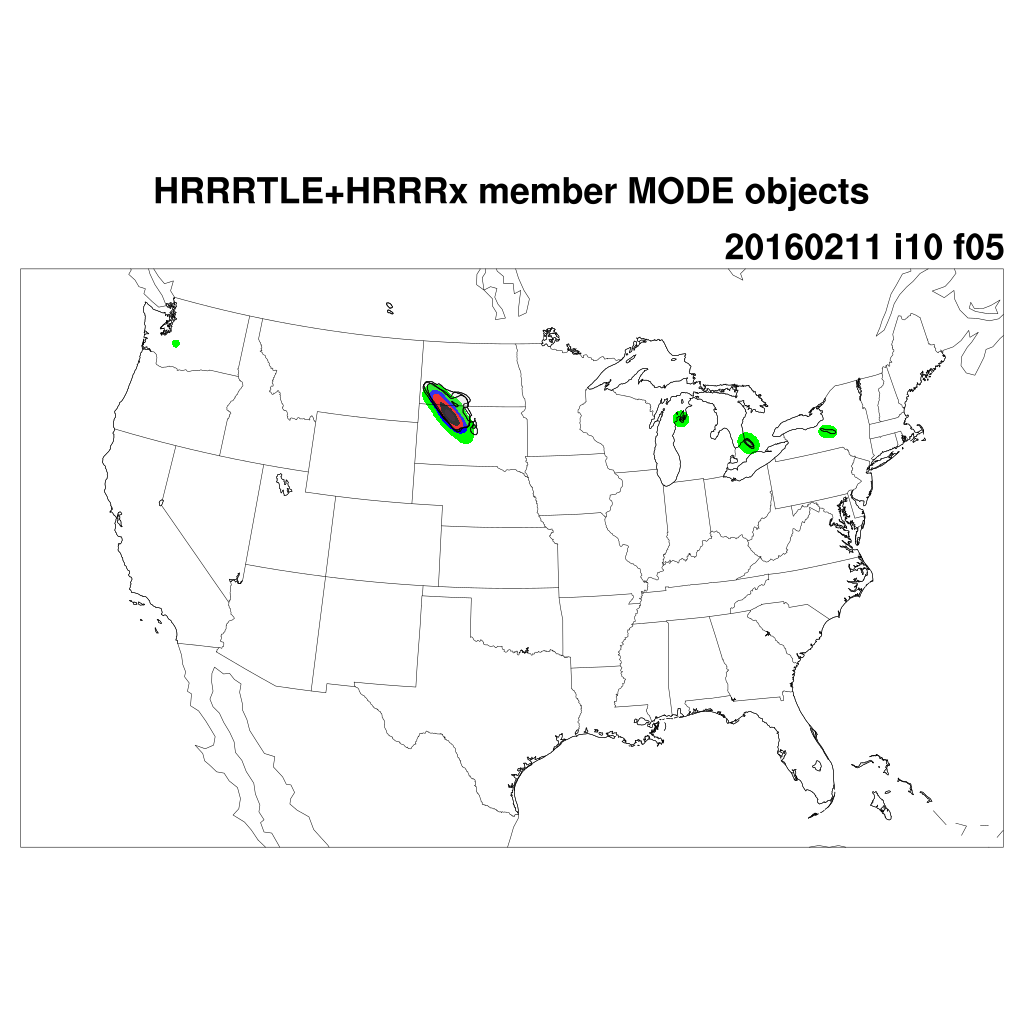 HRRRTLE+HRRRx member MODE objects
20160211 i10 f05